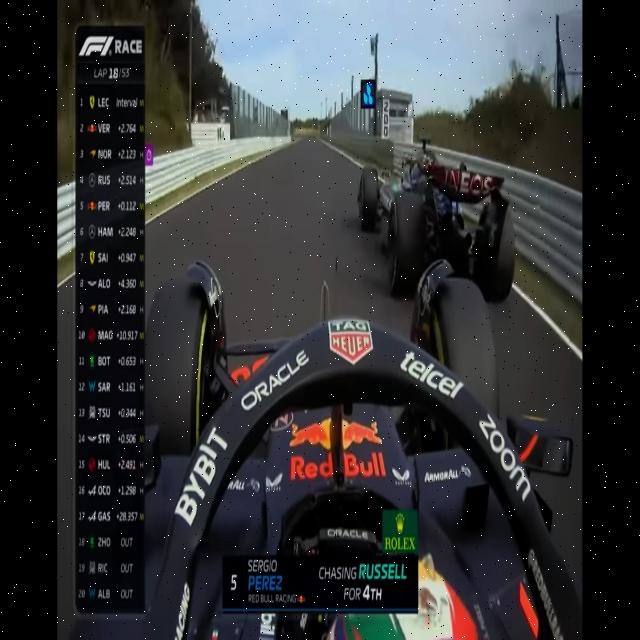 F1 RACE
LAP 18/53
1 LEC Interval M
2 VER +2.764 M
3 NOR +2.123 H
4 RUS +2.514 M
5 PER +0.112 M
6 HAM +2.248 M
7 SAI +0.947 M
8 ALO +4.360 M
9 PIA +2.168 H
10 MAG +10.917 M
11 BOT +0.653 H
12 SAR +1.161 H
13 TSU +0.344 H
14 STR +0.506 M
15 HUL +2.491 H
16 OCO +1.298 H
17 GAS +28.357 M
18 ZHO OUT
19 RIC OUT
20 ALB OUT
200
INEOS
TAG
HEUER
ORACLE
telcel
BYBIT
zoom
Red Bull
ARMORALL
ORACLE
ROLEX
5 SERGIO
PEREZ
RED BULL RACING
CHASING RUSSELL
FOR 4TH
RACING